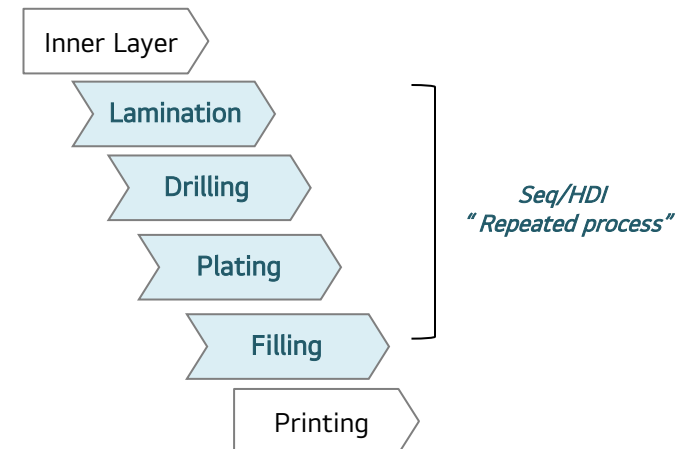 Inner Layer
Lamination
Drilling
Plating
Filling
Printing
Seq/HDI
“ Repeated process”